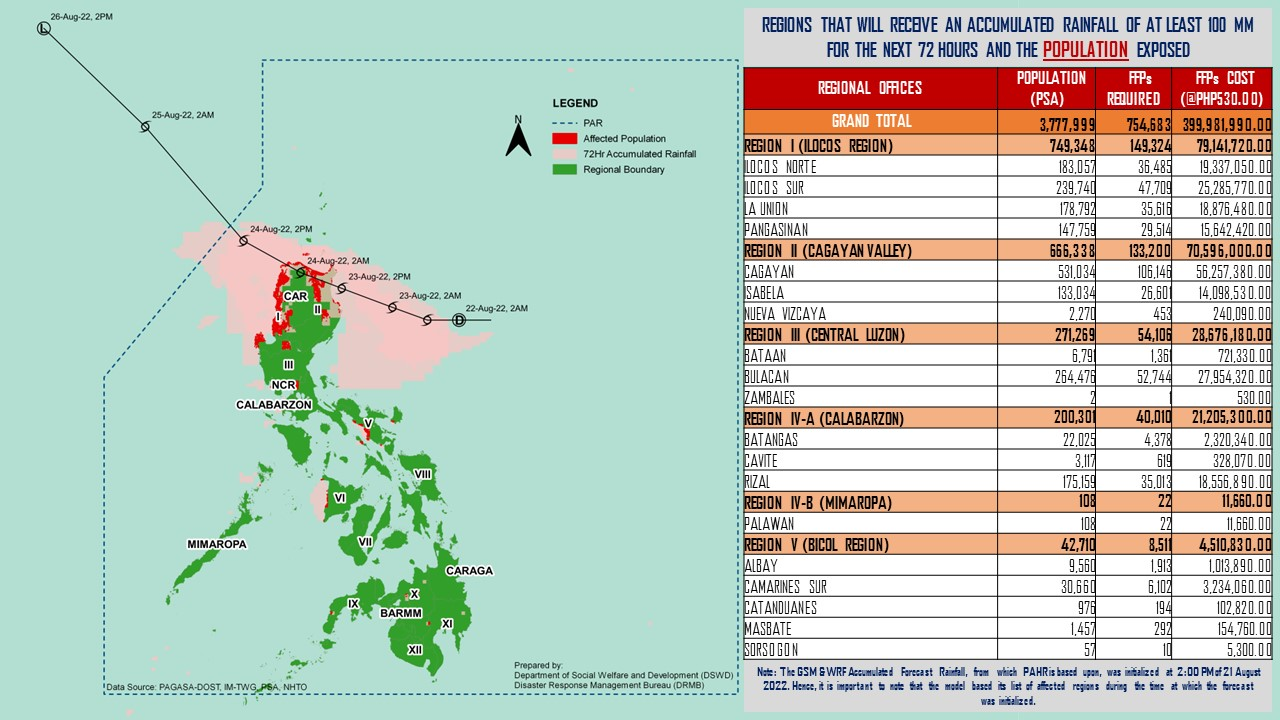 26-Aug-22, 2PM
L
25-Aug-22, 2AM
LEGEND
PAR
Affected Population
72Hr Accumulated Rainfall
Regional Boundary
N
24-Aug-22, 2PM
24-Aug-22, 2AM
23-Aug-22, 2PM
23-Aug-22, 2AM
22-Aug-22, 2AM
D
CAR
I
II
III
NCR
CALABARZON
V
VIII
VI
VII
MIMAROPA
CARAGA
IX
X
BARMM
XI
XII
Prepared by:
Department of Social Welfare and Development (DSWD)
Disaster Response Management Bureau (DRMB)
Data Source: PAGASA-DOST, IM-TWG, PSA, NHTO
REGIONS THAT WILL RECEIVE AN ACCUMULATED RAINFALL OF AT LEAST 100 MM
FOR THE NEXT 72 HOURS AND THE POPULATION EXPOSED
REGIONAL OFFICES POPULATION (PSA) FFPs REQUIRED FFPs COST (@PHP530.00)
GRAND TOTAL 3,777,999 754,683 399,981,990.00
REGION I (ILOCOS REGION) 749,348 149,324 79,141,720.00
ILOCOS NORTE 183,057 36,485 19,337,050.00
ILOCOS SUR 239,740 47,709 25,285,770.00
LA UNION 178,792 35,616 18,876,480.00
PANGASINAN 147,759 29,514 15,642,420.00
REGION II (CAGAYAN VALLEY) 666,338 133,200 70,596,000.00
CAGAYAN 531,034 106,146 56,257,380.00
ISABELA 133,034 26,601 14,098,530.00
NUEVA VIZCAYA 2,270 453 240,090.00
REGION III (CENTRAL LUZON) 271,269 54,106 28,676,180.00
BATAAN 6,791 1,361 721,330.00
BULACAN 264,476 52,744 27,954,320.00
ZAMBALES 2 1 530.00
REGION IV-A (CALABARZON) 200,301 40,010 21,205,300.00
BATANGAS 22,025 4,378 2,320,340.00
CAVITE 3,117 619 328,070.00
RIZAL 175,159 35,013 18,556,890.00
REGION IV-B (MIMAROPA) 108 22 11,660.00
PALAWAN 108 22 11,660.00
REGION V (BICOL REGION) 42,710 8,511 4,510,830.00
ALBAY 9,560 1,913 1,013,890.00
CAMARINES SUR 30,660 6,102 3,234,060.00
CATANDUANES 976 194 102,820.00
MASBATE 1,457 292 154,760.00
SORSOGON 57 10 5,300.00
Note: The GSM & WRF Accumulated Forecast Rainfall, from which PAHR is based upon, was initialized at 2:00 PM of 21 August
2022. Hence, it is important to note that the model based its list of affected regions during the time at which the forecast
was initialized.